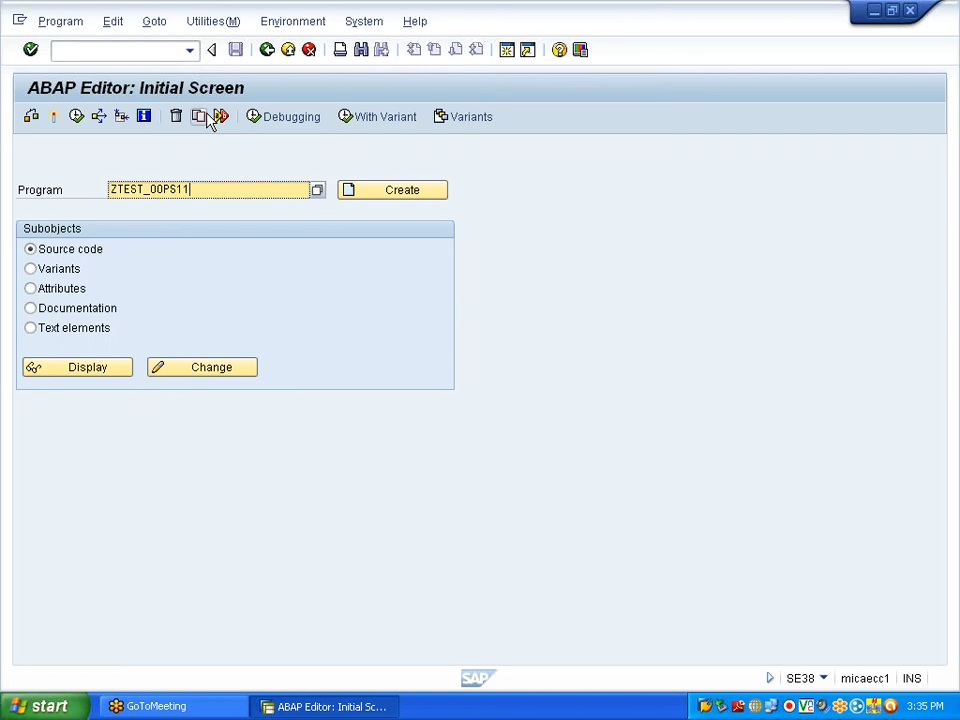 Program Edit Goto Utilities(M) Environment System Help
ABAP Editor: Initial Screen
Debugging With Variant Variants
Program ZTEST_OOPS11 Create
Subobjects
Source code
Variants
Attributes
Documentation
Text elements
Display Change
SAP SE38 micaecc1 INS
start GoToMeeting ABAP Editor: Initial Sc... 3:35 PM